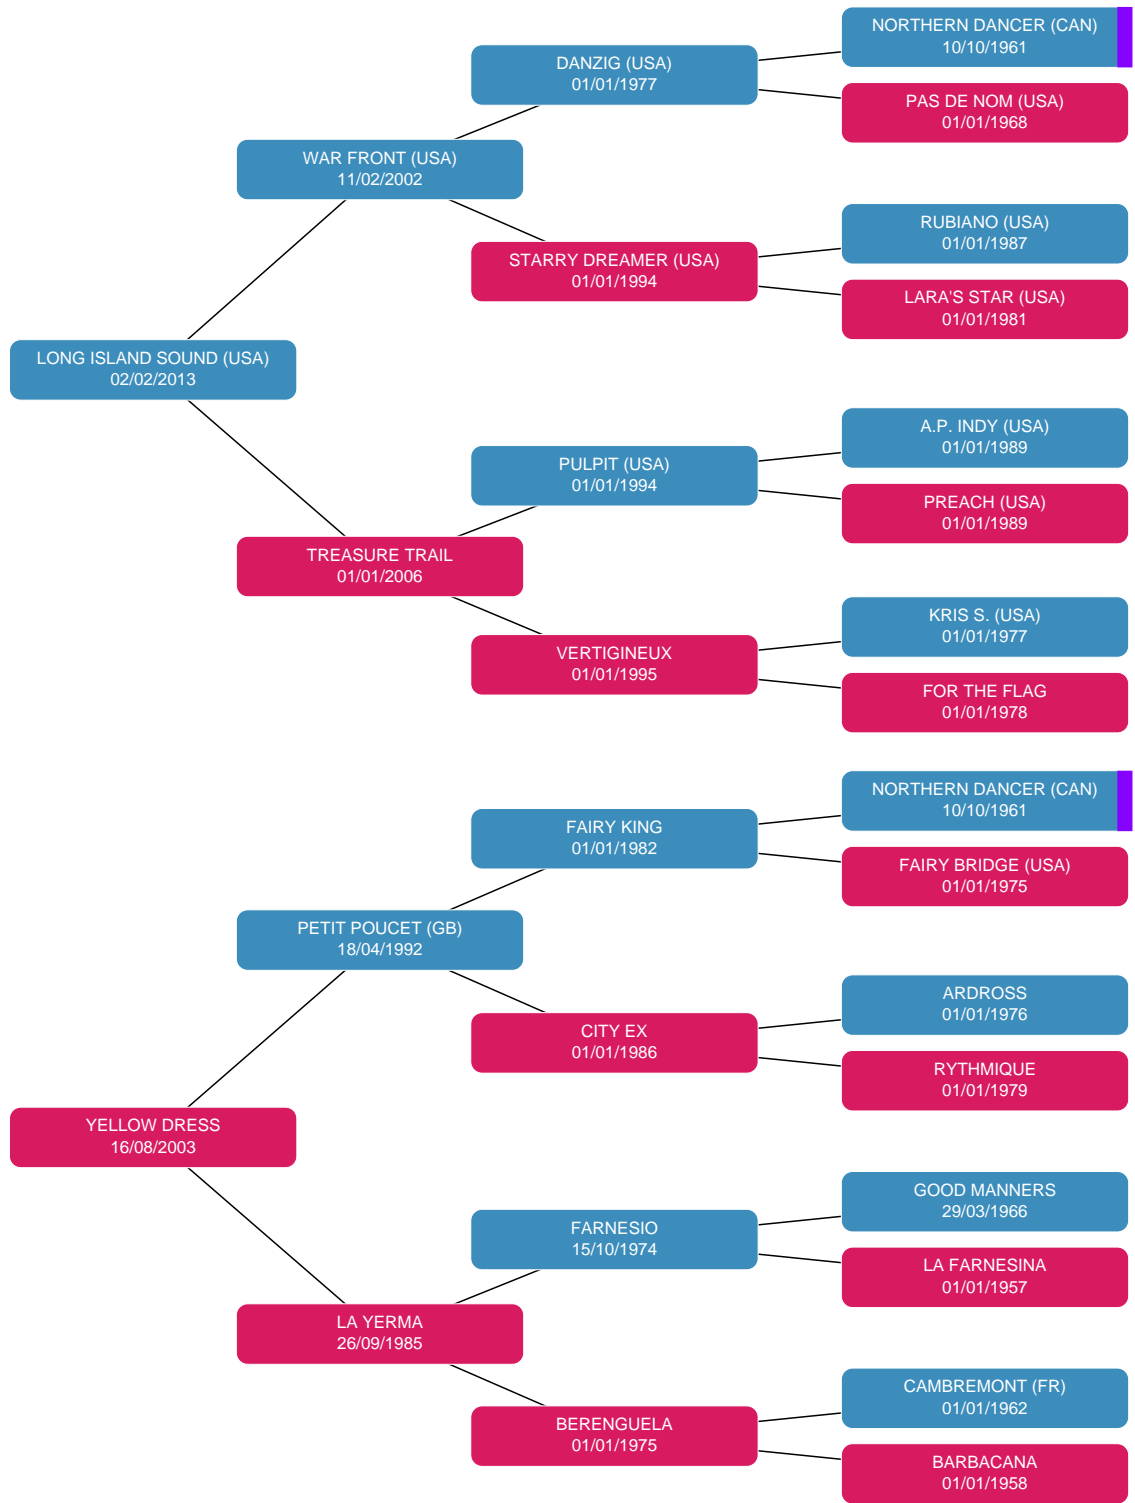 NORTHERN DANCER (CAN)
10/10/1961
DANZIG (USA)
01/01/1977
PAS DE NOM (USA)
01/01/1968
WAR FRONT (USA)
11/02/2002
RUBIANO (USA)
01/01/1987
STARRY DREAMER (USA)
01/01/1994
LARA'S STAR (USA)
01/01/1981
LONG ISLAND SOUND (USA)
02/02/2013
A.P. INDY (USA)
01/01/1989
PULPIT (USA)
01/01/1994
PREACH (USA)
01/01/1989
TREASURE TRAIL
01/01/2006
KRIS S. (USA)
01/01/1977
VERTIGINEUX
01/01/1995
FOR THE FLAG
01/01/1978
NORTHERN DANCER (CAN)
10/10/1961
FAIRY KING
01/01/1982
FAIRY BRIDGE (USA)
01/01/1975
PETIT POUCET (GB)
18/04/1992
ARDROSS
01/01/1976
CITY EX
01/01/1986
RYTHMIQUE
01/01/1979
YELLOW DRESS
16/08/2003
GOOD MANNERS
29/03/1966
FARNESIO
15/10/1974
LA FARNESINA
01/01/1957
LA YERMA
26/09/1985
CAMBREMONT (FR)
01/01/1962
BERENGUELA
01/01/1975
BARBACANA
01/01/1958